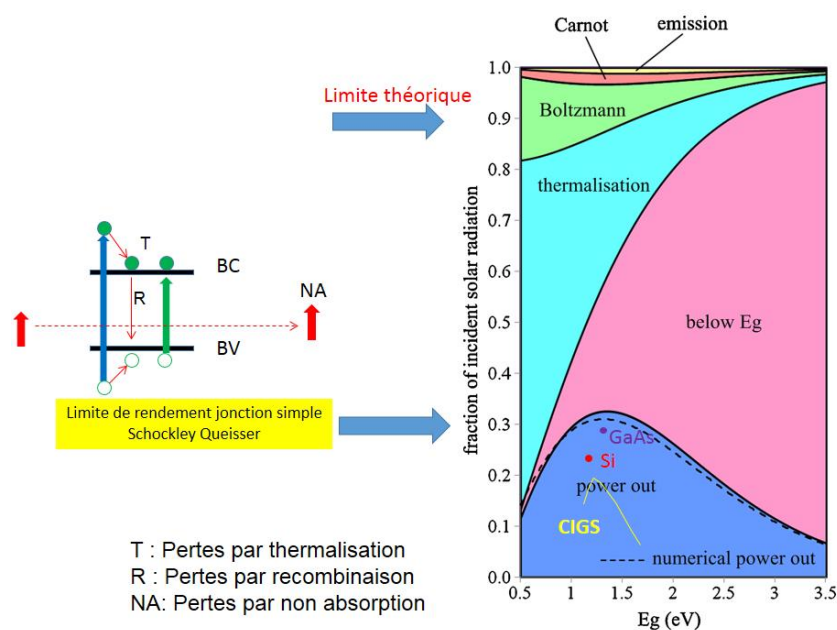 Carnot
emission
Limite théorique
1.0
0.9
0.8
0.7
0.6
0.5
0.4
0.3
0.2
0.1
0.0
fraction of incident solar radiation
Boltzmann
thermalisation
below Eg
GaAs
Si
power out
CIGS
numerical power out
0.5
1
1.5
2
2.5
3
3.5
Eg (eV)
T
BC
R
NA
BV
Limite de rendement jonction simple
Schockley Queisser
T : Pertes par thermalisation
R : Pertes par recombinaison
NA: Pertes par non absorption